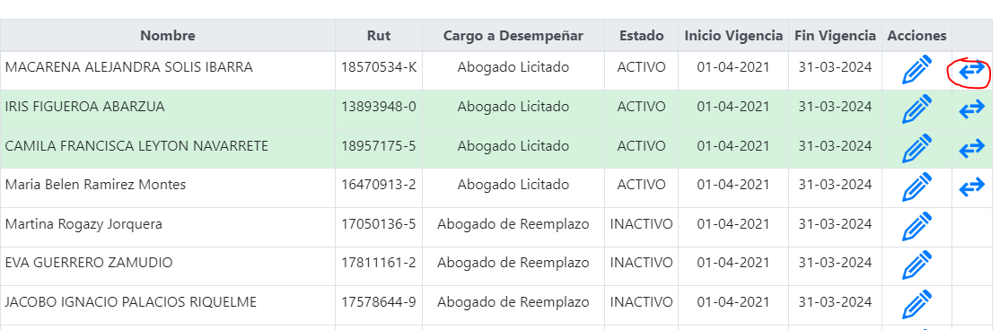 Nombre Rut Cargo a Desempeñar Estado Inicio Vigencia Fin Vigencia Acciones
MACARENA ALEJANDRA SOLIS IBARRA 18570534-K Abogado Licitado ACTIVO 01-04-2021 31-03-2024
IRIS FIGUEROA ABARZUA 13893948-0 Abogado Licitado ACTIVO 01-04-2021 31-03-2024
CAMILA FRANCISCA LEYTON NAVARRETE 18957175-5 Abogado Licitado ACTIVO 01-04-2021 31-03-2024
Maria Belen Ramirez Montes 16470913-2 Abogado Licitado ACTIVO 01-04-2021 31-03-2024
Martina Rogazy Jorquera 17050136-5 Abogado de Reemplazo INACTIVO 01-04-2021 31-03-2024
EVA GUERRERO ZAMUDIO 17811161-2 Abogado de Reemplazo INACTIVO 01-04-2021 31-03-2024
JACOBO IGNACIO PALACIOS RIQUELME 17578644-9 Abogado de Reemplazo INACTIVO 01-04-2021 31-03-2024